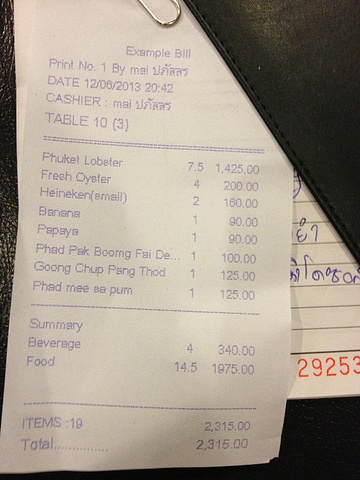 Example Bill
Print No. 1 By mai ปภัสสร
DATE 12/06/2013 20:42
CASHIER : mai ปภัสสร
TABLE 10 (3)
Phuket Lobster 7.5 1,425.00
Fresh Oyster 4 200.00
Heineken(small) 2 160.00
Banana 1 90.00
Papaya 1 90.00
Phad Pak Boorng Fai De... 1 100.00
Goong Chup Pang Thod 1 125.00
Phad mee sa pum 1 125.00
Summary
Beverage 4 340.00
Food 14.5 1975.00
ITEMS :19 2,315.00
Total............... 2,315.00
29253